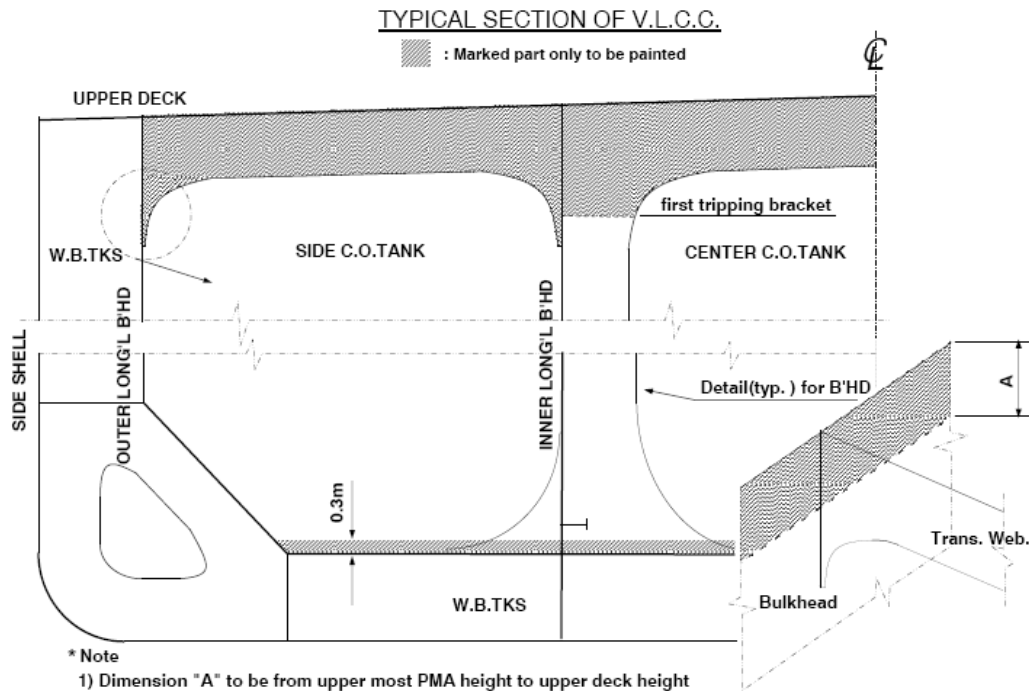 TYPICAL SECTION OF V.L.C.C.
: Marked part only to be painted
C̵L
UPPER DECK
first tripping bracket
W.B.TKS
SIDE C.O.TANK
CENTER C.O.TANK
SIDE SHELL
OUTER LONG'L B'HD
INNER LONG'L B'HD
A
Detail(typ. ) for B'HD
0.3m
Trans. Web.
Bulkhead
W.B.TKS
* Note
1) Dimension "A" to be from upper most PMA height to upper deck height